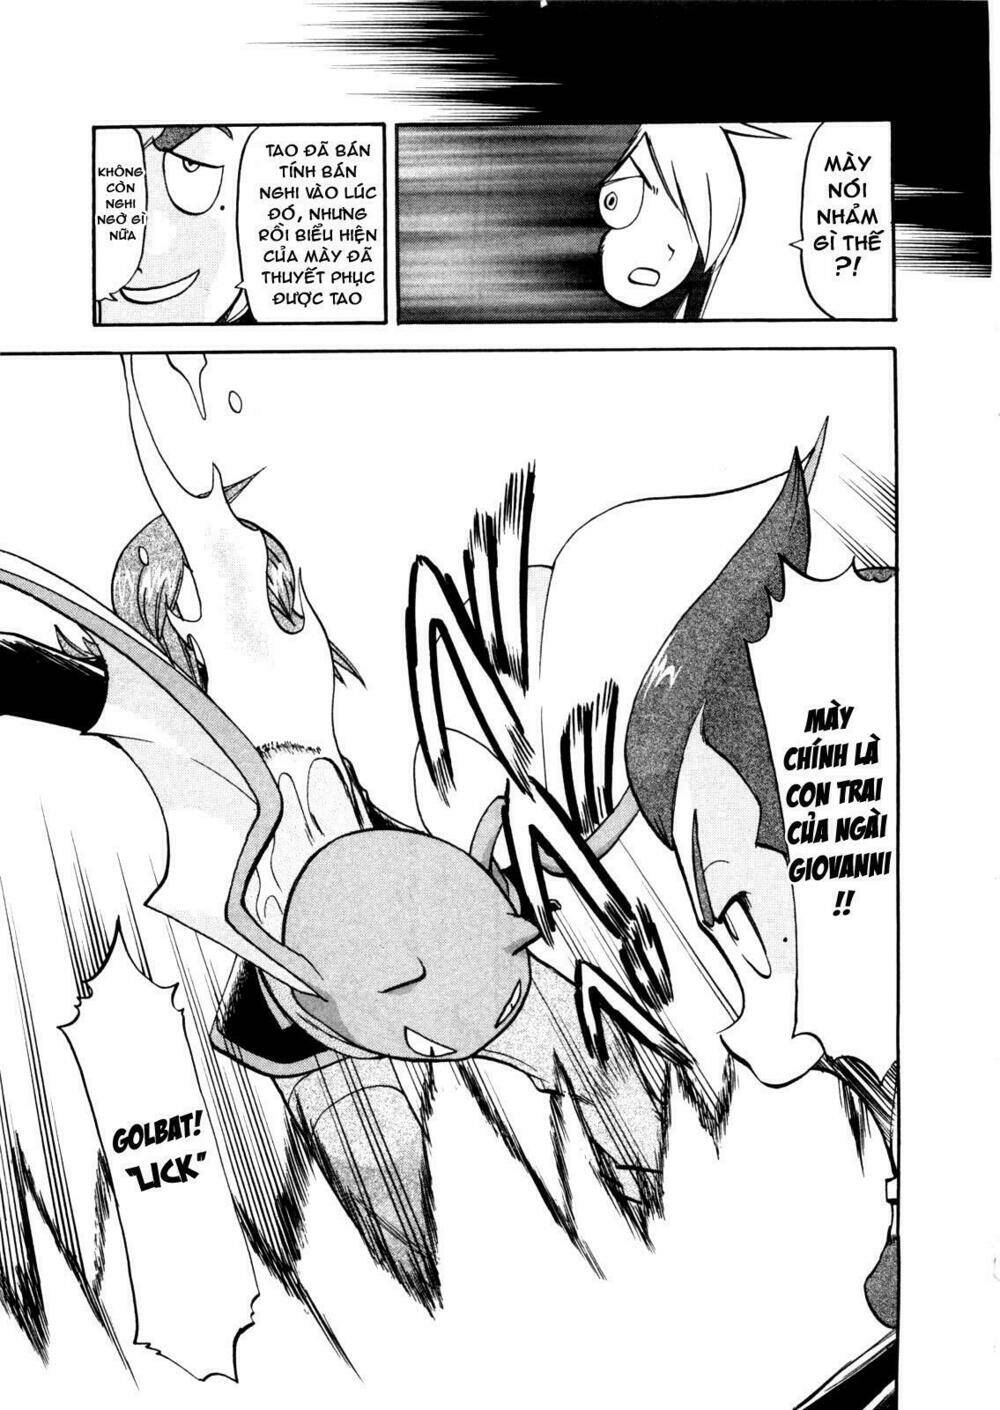 MÀY
NÓI
NHẢM
GÌ THẾ
?!
TAO ĐÃ BÁN
TÍNH BÁN
NGHI VÀO LÚC
ĐÓ, NHƯNG
RỒI BIỂU HIỆN
CỦA MÀY ĐÃ
THUYẾT PHỤC
ĐƯỢC TAO
KHÔNG
CÒN
NGHI
NGỜ GÌ
NỮA
MÀY
CHÍNH LÀ
CON TRAI
CỦA NGÀI
GIOVANNI
!!
GOLBAT!
"LICK"